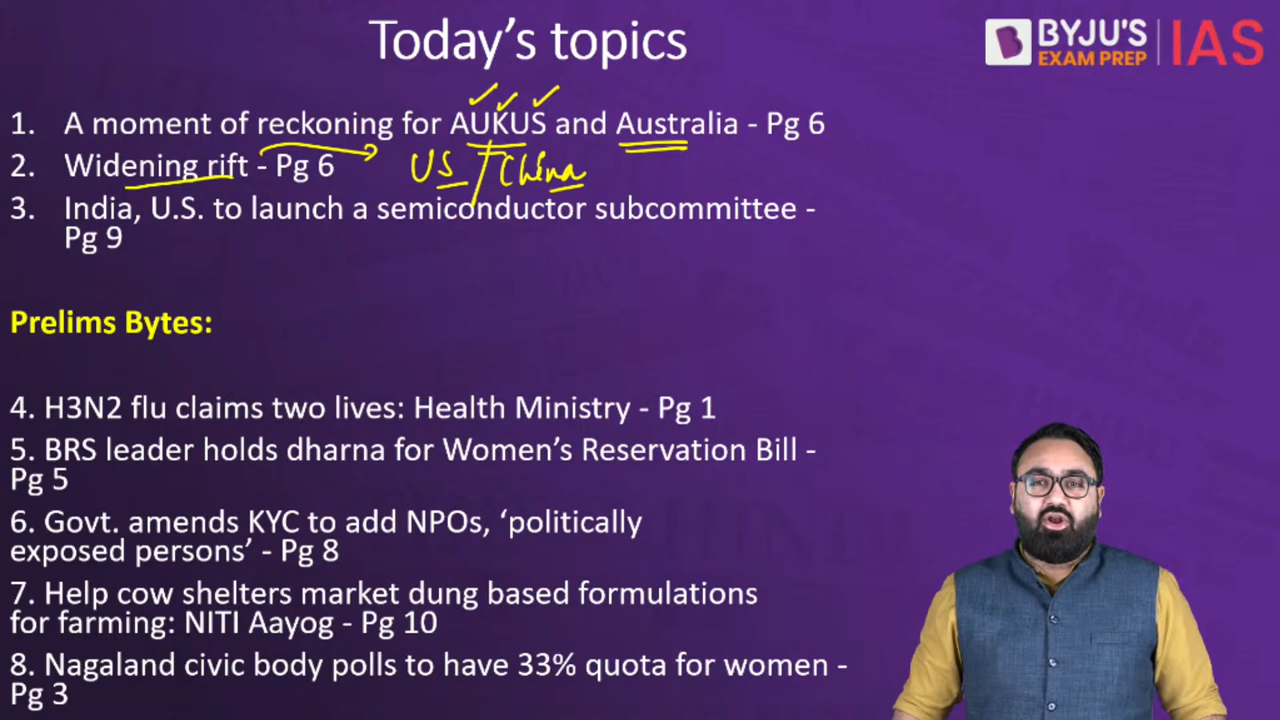 Today's topics
BYJU'S
EXAM PREP
IAS
1. A moment of reckoning for AUKUS and Australia - Pg 6
2. Widening rift - Pg 6
US / China
3. India, U.S. to launch a semiconductor subcommittee -
Pg 9
Prelims Bytes:
4. H3N2 flu claims two lives: Health Ministry - Pg 1
5. BRS leader holds dharna for Women's Reservation Bill -
Pg 5
6. Govt. amends KYC to add NPOs, ‘politically
exposed persons’ - Pg 8
7. Help cow shelters market dung based formulations
for farming: NITI Aayog - Pg 10
8. Nagaland civic body polls to have 33% quota for women -
Pg 3